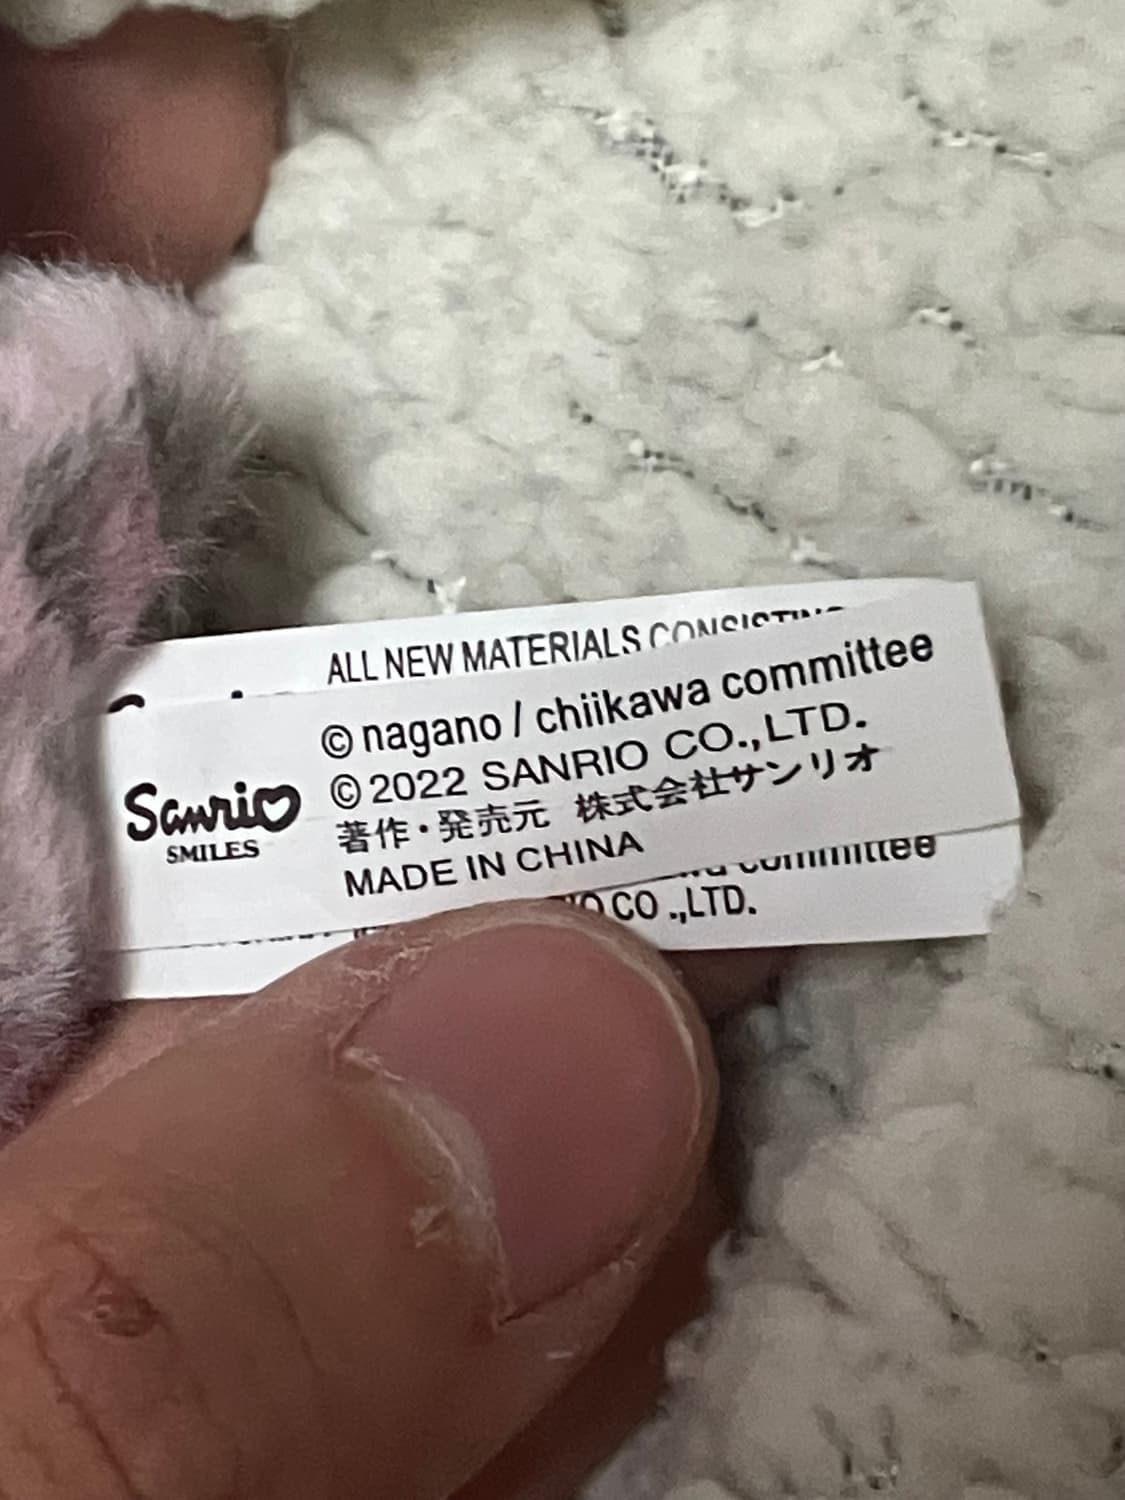 ALL NEW MATERIALS CONSISTING
© nagano / chiikawa committee
© 2022 SANRIO CO.,LTD.
著作・発売元 株式会社サンリオ
MADE IN CHINA
Sanrio
SMILES
committee
CO .,LTD.